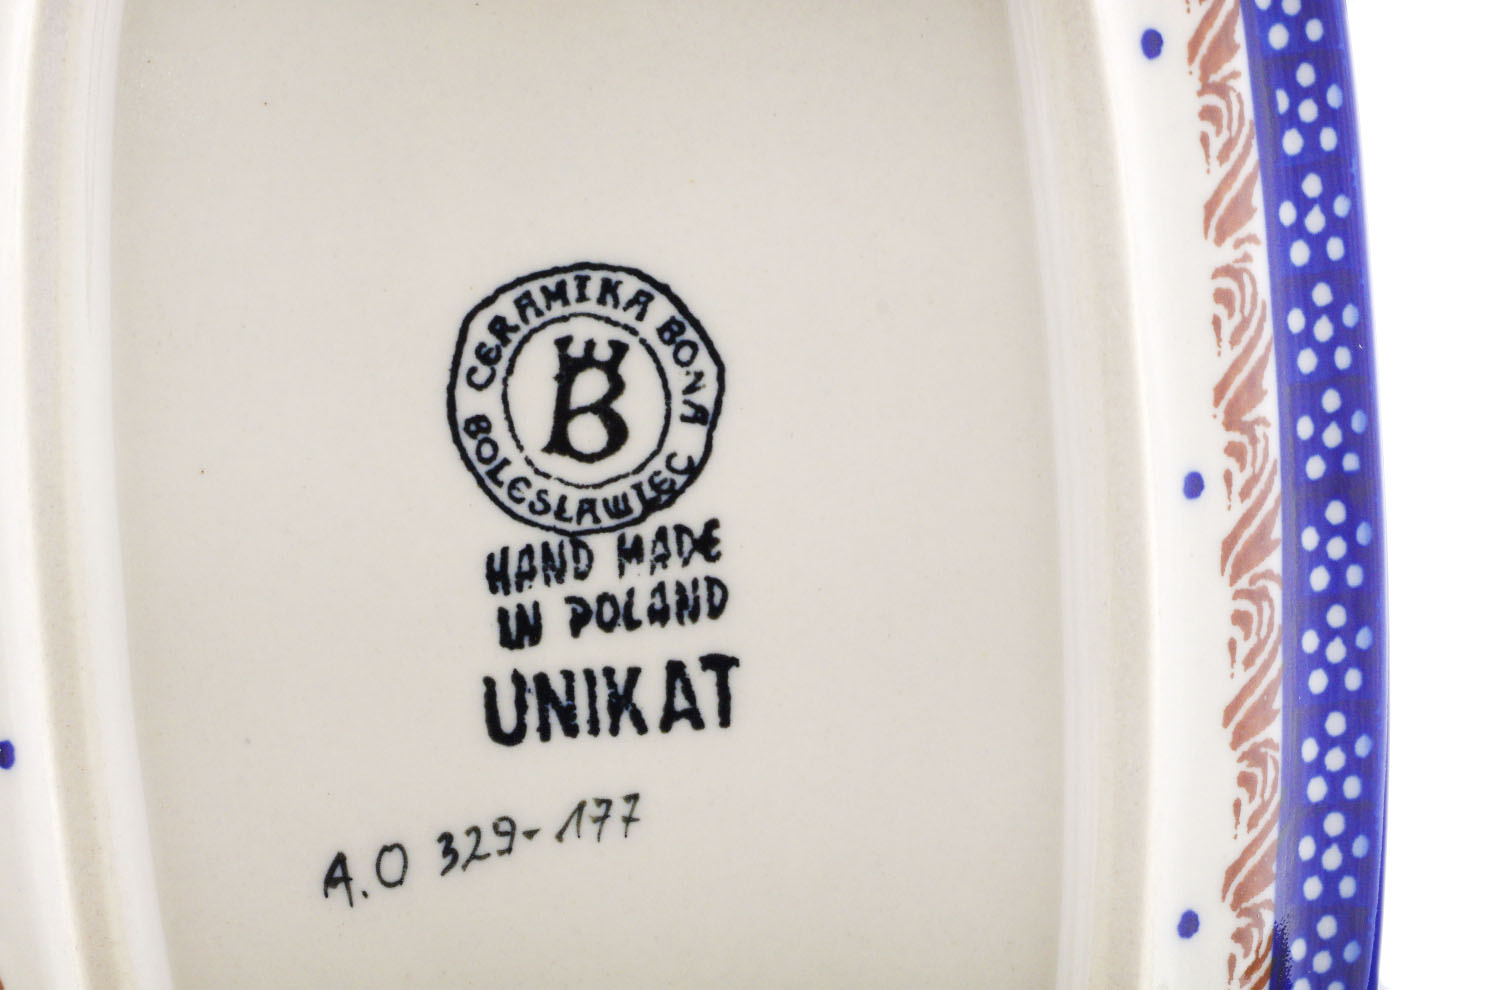 CERAMIKA BONA
BOLESŁAWIEC
B
HAND MADE
IN POLAND
UNIKAT
A.O 329-177